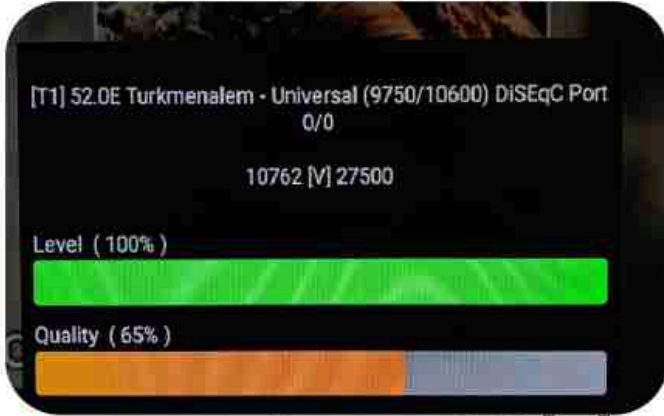 [T1] 52.0E Turkmenalem - Universal (9750/10600) DiSEqC Port
0/0
10762 [V] 27500
Level ( 100% )
Quality ( 65% )